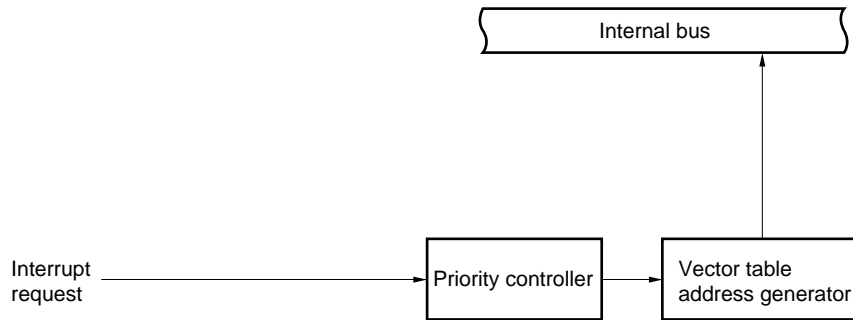 Internal bus
Interrupt
request
Priority controller
Vector table
address generator